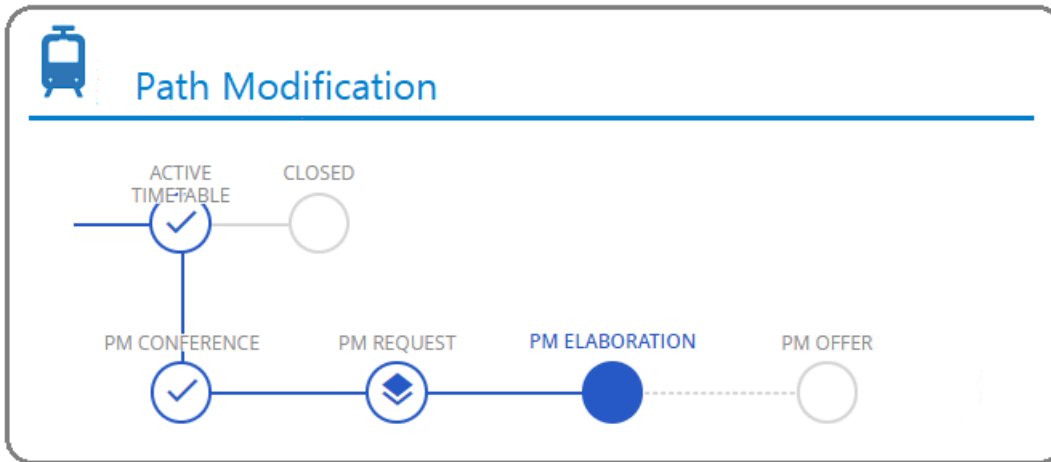 Path Modification
ACTIVE
TIMETABLE
CLOSED
PM CONFERENCE
PM REQUEST
PM ELABORATION
PM OFFER